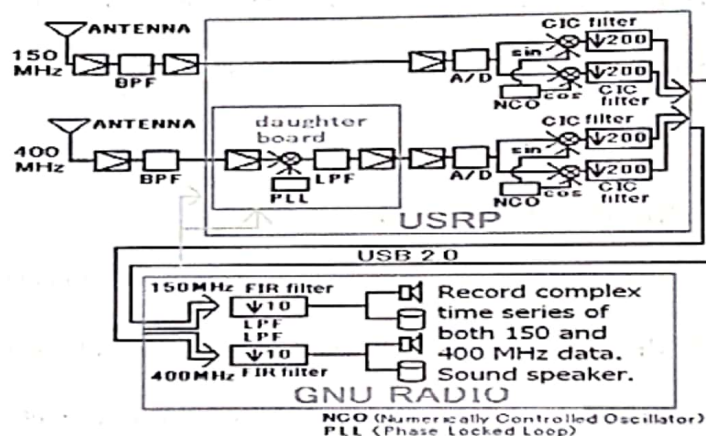 ANTENNA
150 MHz
BPF
A/D
sin
NCO
cos
CIC filter
↓200
↓200
CIC filter
ANTENNA
400 MHz
BPF
daughter board
PLL
LPF
A/D
sin
NCO
cos
CIC filter
↓200
↓200
CIC filter
USRP
USB 2.0
150MHz FIR filter
↓10
LPF
LPF
↓10
400MHz FIR filter
Record complex
time series of
both 150 and
400 MHz data.
Sound speaker.
GNU RADIO
NCO (Numerically Controlled Oscillator)
PLL (Phase Locked Loop)